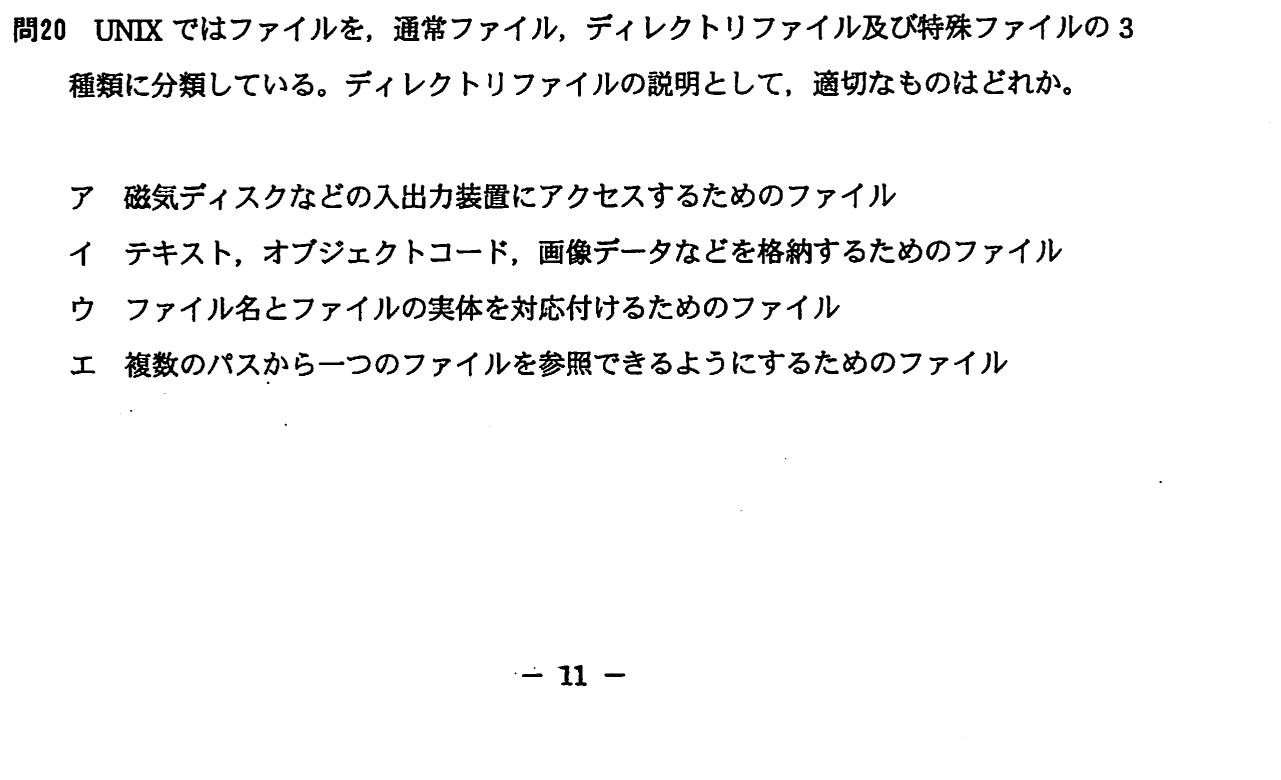 問20 UNIX ではファイルを，通常ファイル，ディレクトリファイル及び特殊ファイルの 3
種類に分類している。ディレクトリファイルの説明として，適切なものはどれか。
ア 磁気ディスクなどの入出力装置にアクセスするためのファイル
イ テキスト，オブジェクトコード，画像データなどを格納するためのファイル
ウ ファイル名とファイルの実体を対応付けるためのファイル
エ 複数のパスから一つのファイルを参照できるようにするためのファイル
－ 11 －